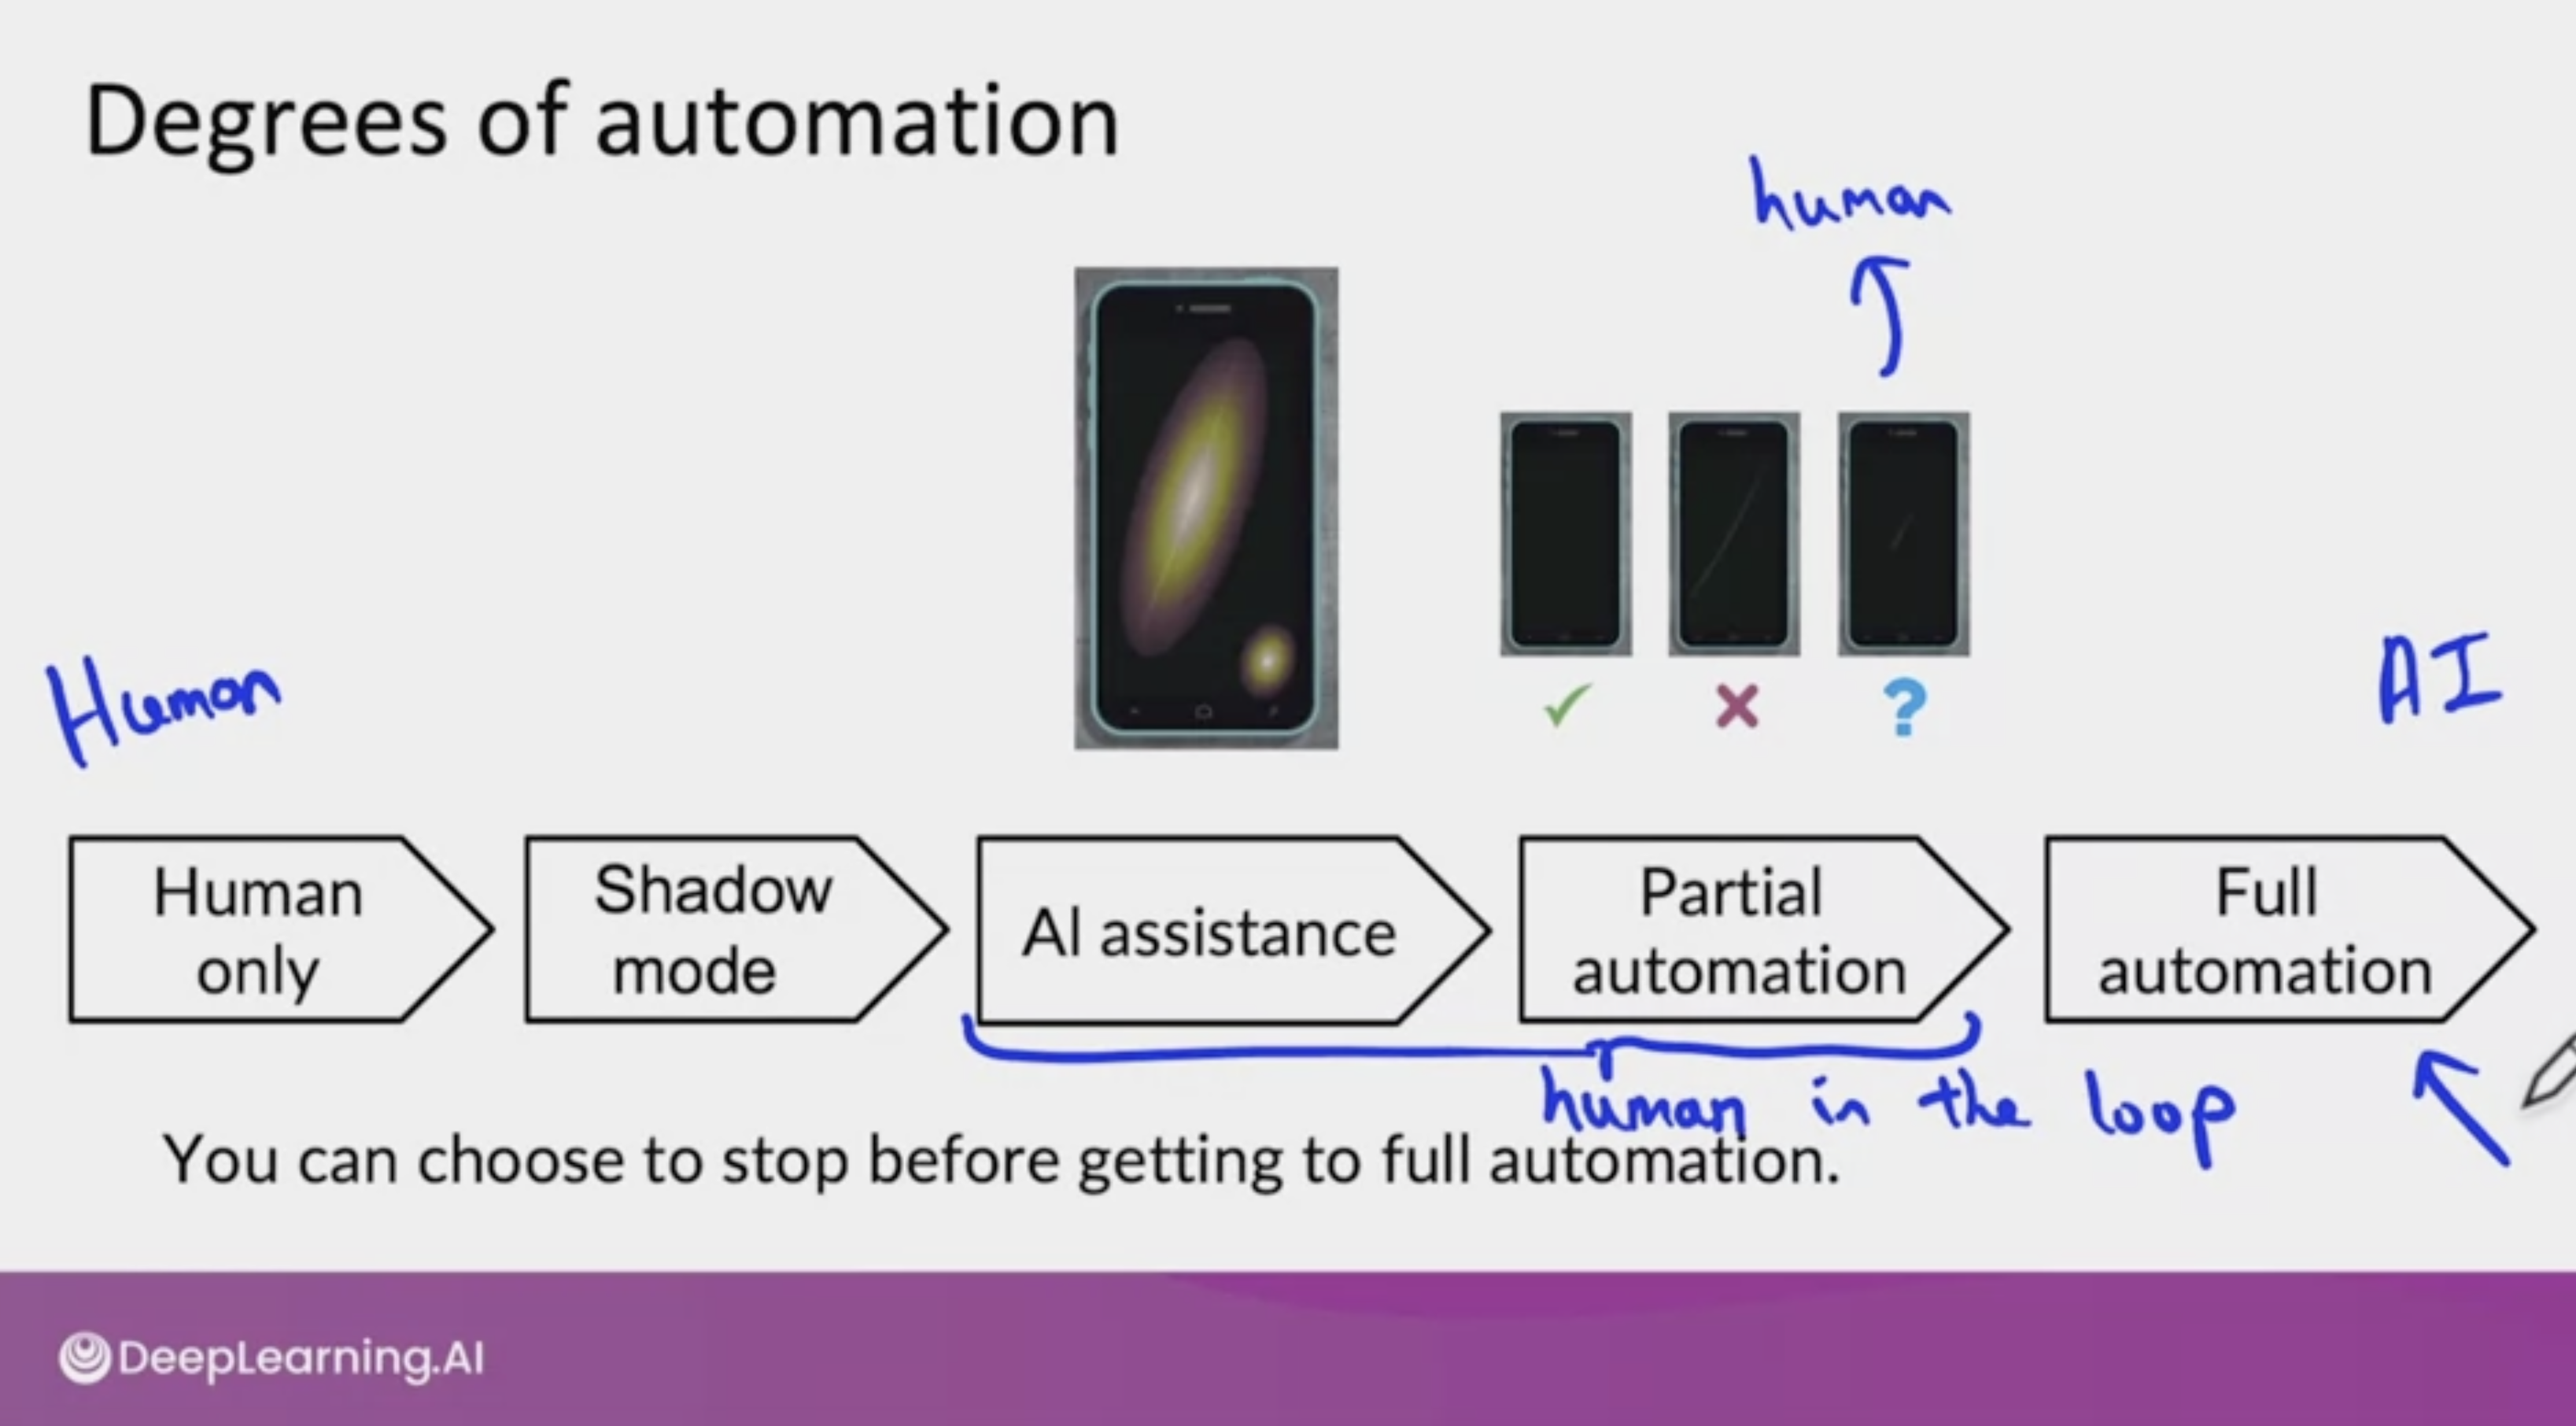 Degrees of automation
human
Human
AI
✓ ✗ ?
Human
only
Shadow
mode
AI assistance
Partial
automation
Full
automation
human in the loop
You can choose to stop before getting to full automation.
DeepLearning.AI